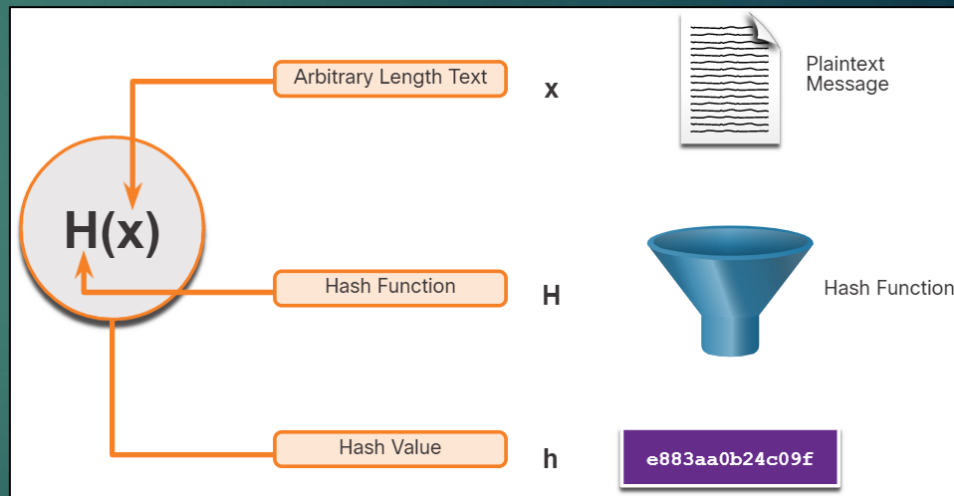 Arbitrary Length Text
x
Plaintext
Message
H(x)
Hash Function
H
Hash Function
Hash Value
h
e883aa0b24c09f